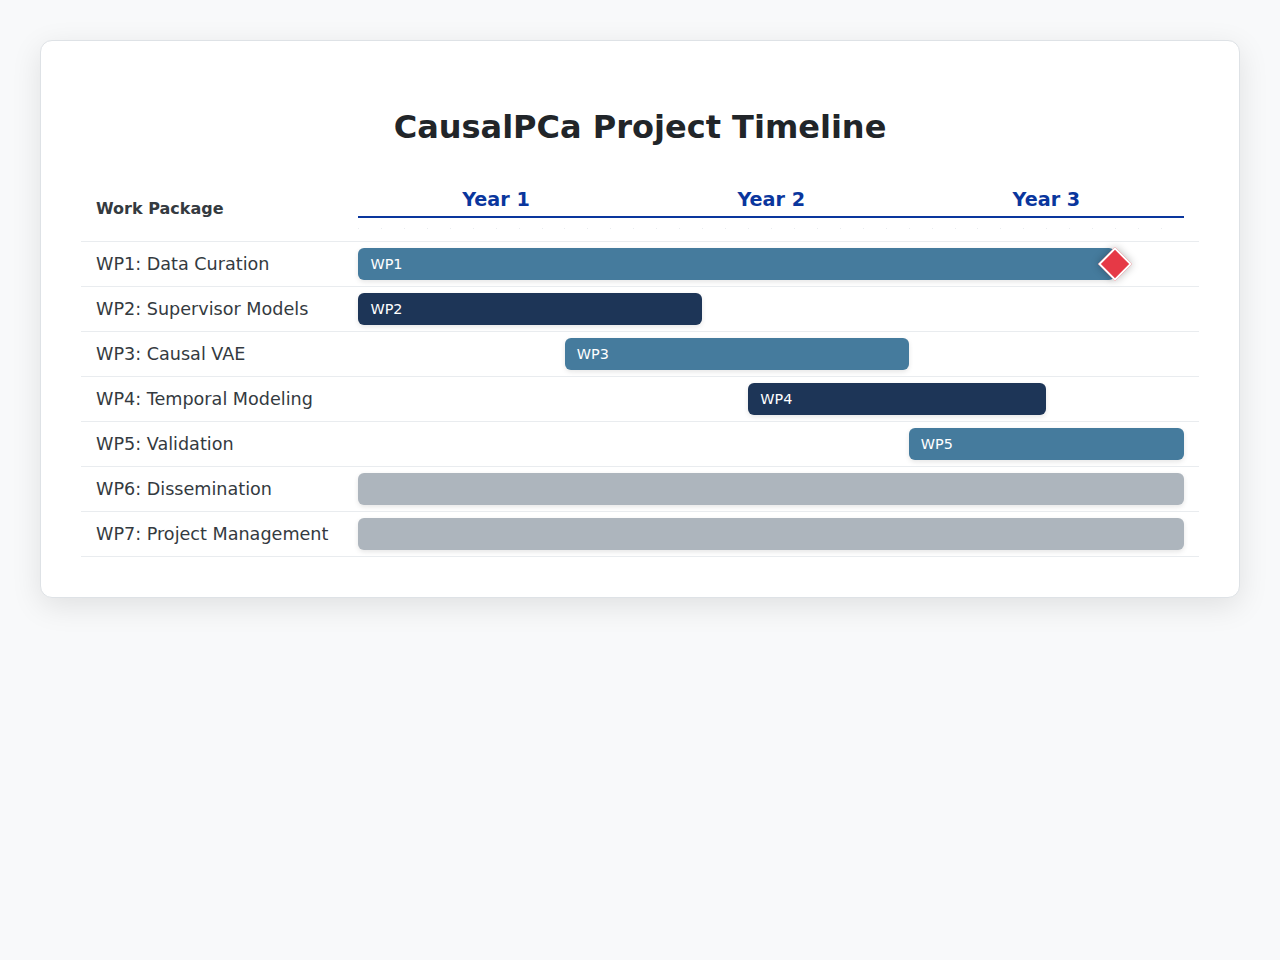 CausalPCa Project Timeline
Work Package
Year 1 Year 2 Year 3
WP1: Data Curation WP1
WP2: Supervisor Models WP2
WP3: Causal VAE WP3
WP4: Temporal Modeling WP4
WP5: Validation WP5
WP6: Dissemination
WP7: Project Management